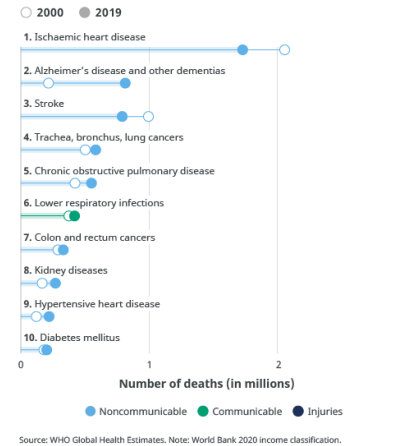 2000 2019
1. Ischaemic heart disease
2. Alzheimer's disease and other dementias
3. Stroke
4. Trachea, bronchus, lung cancers
5. Chronic obstructive pulmonary disease
6. Lower respiratory infections
7. Colon and rectum cancers
8. Kidney diseases
9. Hypertensive heart disease
10. Diabetes mellitus
0 1 2
Number of deaths (in millions)
Noncommunicable Communicable Injuries
Source: WHO Global Health Estimates. Note: World Bank 2020 income classification.